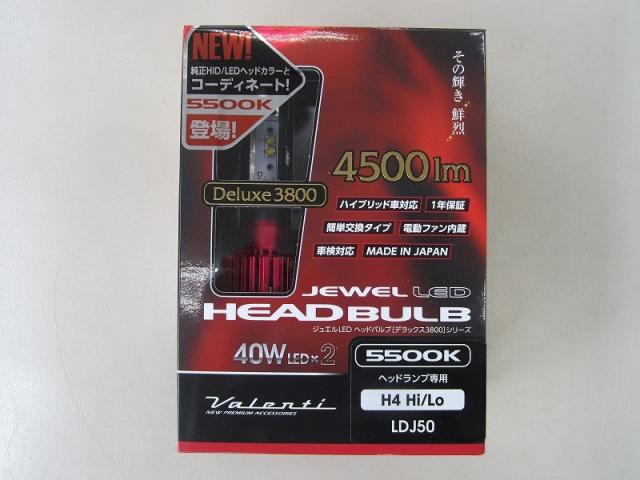 NEW!
純正HID/LEDヘッドカラーと
コーディネート!
5500K
登場!
その輝き 鮮烈
4500lm
Deluxe3800
ハイブリッド車対応
1年保証
簡単交換タイプ
電動ファン内蔵
車検対応
MADE IN JAPAN
JEWEL LED
HEAD BULB
ジュエルLED ヘッドバルブ[デラックス3800]シリーズ
40W LED×2
5500K
ヘッドランプ専用
H4 Hi/Lo
LDJ50
Valenti
NEW PREMIUM ACCESSORIES